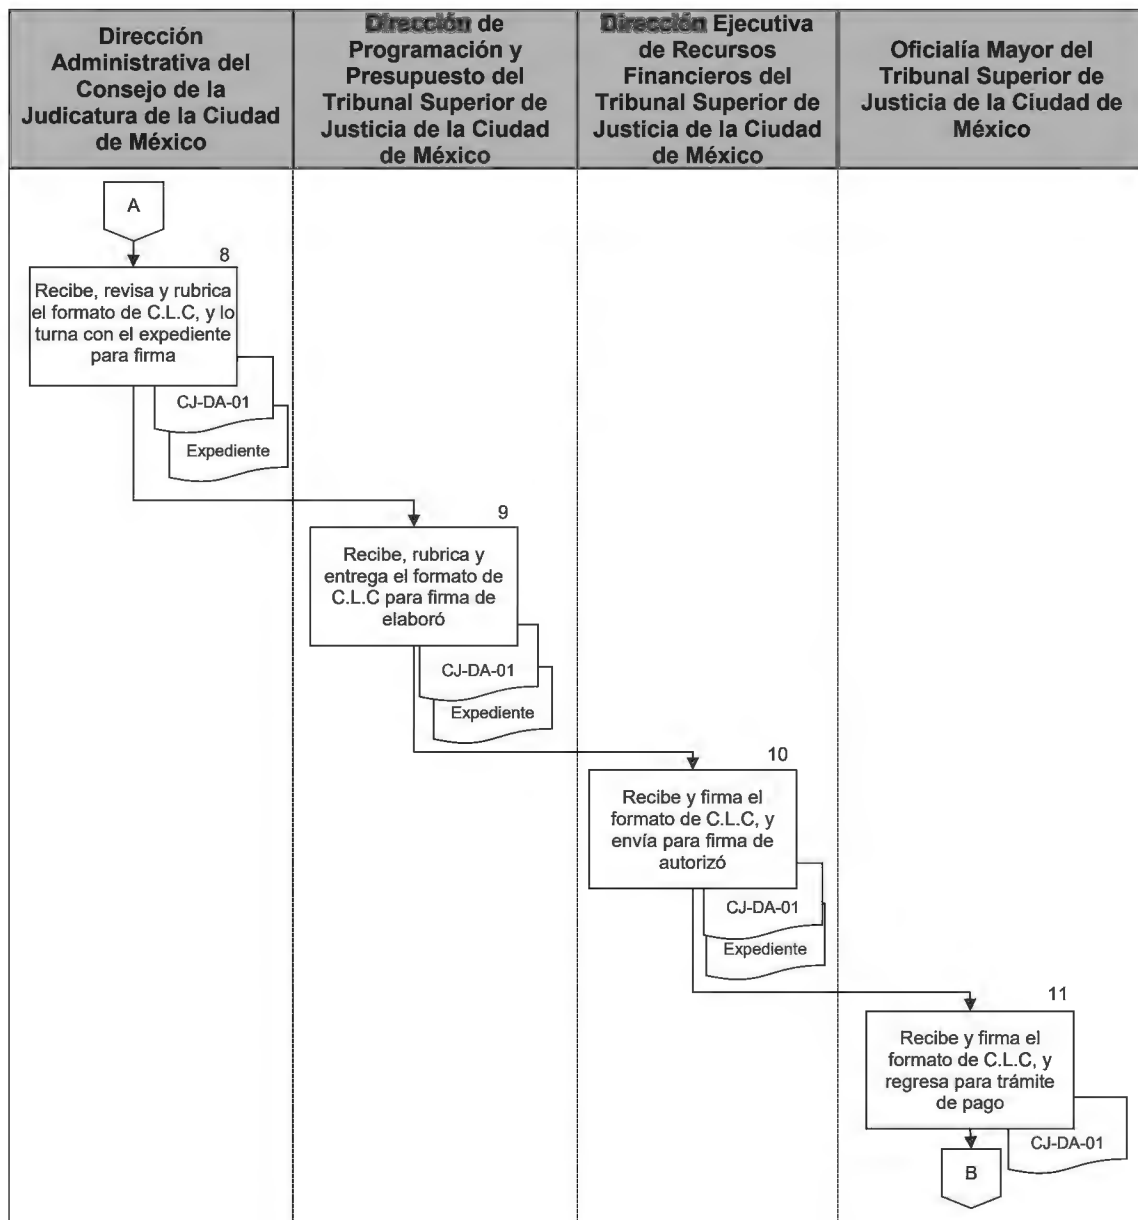 Dirección
Administrativa del
Consejo de la
Judicatura de la Ciudad
de México
Dirección de
Programación y
Presupuesto del
Tribunal Superior de
Justicia de la Ciudad
de México
Dirección Ejecutiva
de Recursos
Financieros del
Tribunal Superior de
Justicia de la Ciudad
de México
Oficialía Mayor del
Tribunal Superior de
Justicia de la Ciudad de
México
A
8
Recibe, revisa y rubrica
el formato de C.L.C, y lo
turna con el expediente
para firma
CJ-DA-01
Expediente
9
Recibe, rubrica y
entrega el formato de
C.L.C para firma de
elaboró
CJ-DA-01
Expediente
10
Recibe y firma el
formato de C.L.C, y
envía para firma de
autorizó
CJ-DA-01
Expediente
11
Recibe y firma el
formato de C.L.C, y
regresa para trámite
de pago
CJ-DA-01
B